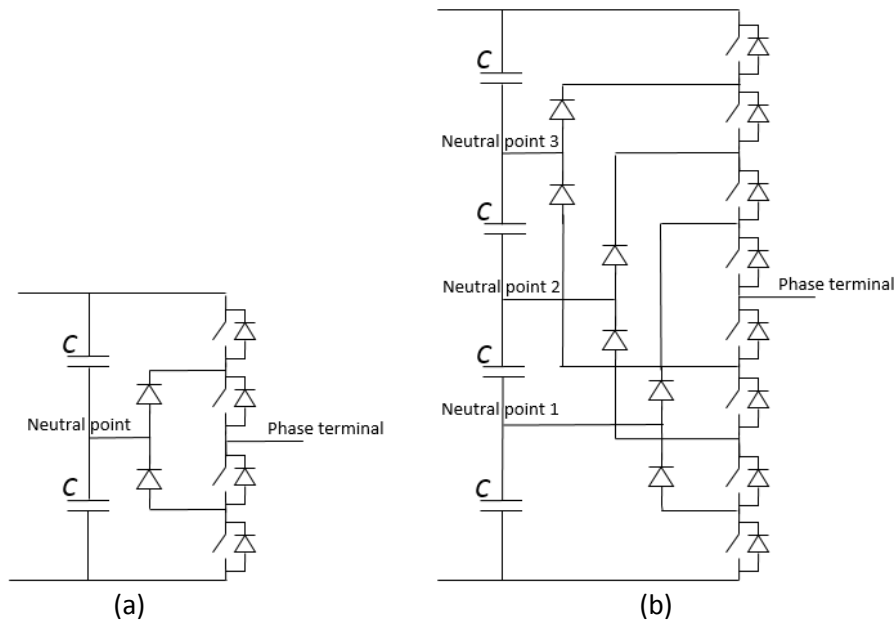 C
Neutral point
Phase terminal
C
(a)
C
Neutral point 3
C
Neutral point 2
Phase terminal
C
Neutral point 1
C
(b)